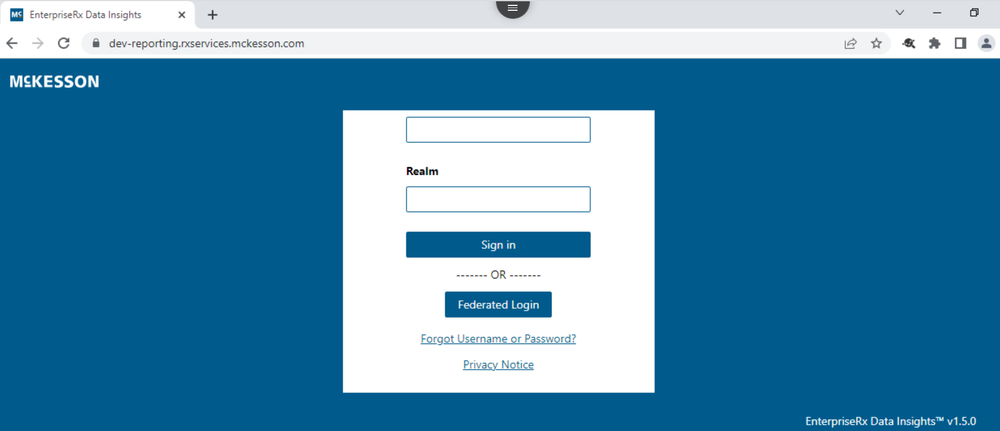 EnterpriseRx Data Insights
dev-reporting.rxservices.mckesson.com
MCKESSON
Realm
Sign in
------- OR -------
Federated Login
Forgot Username or Password?
Privacy Notice
EnterpriseRx Data Insights™ v1.5.0